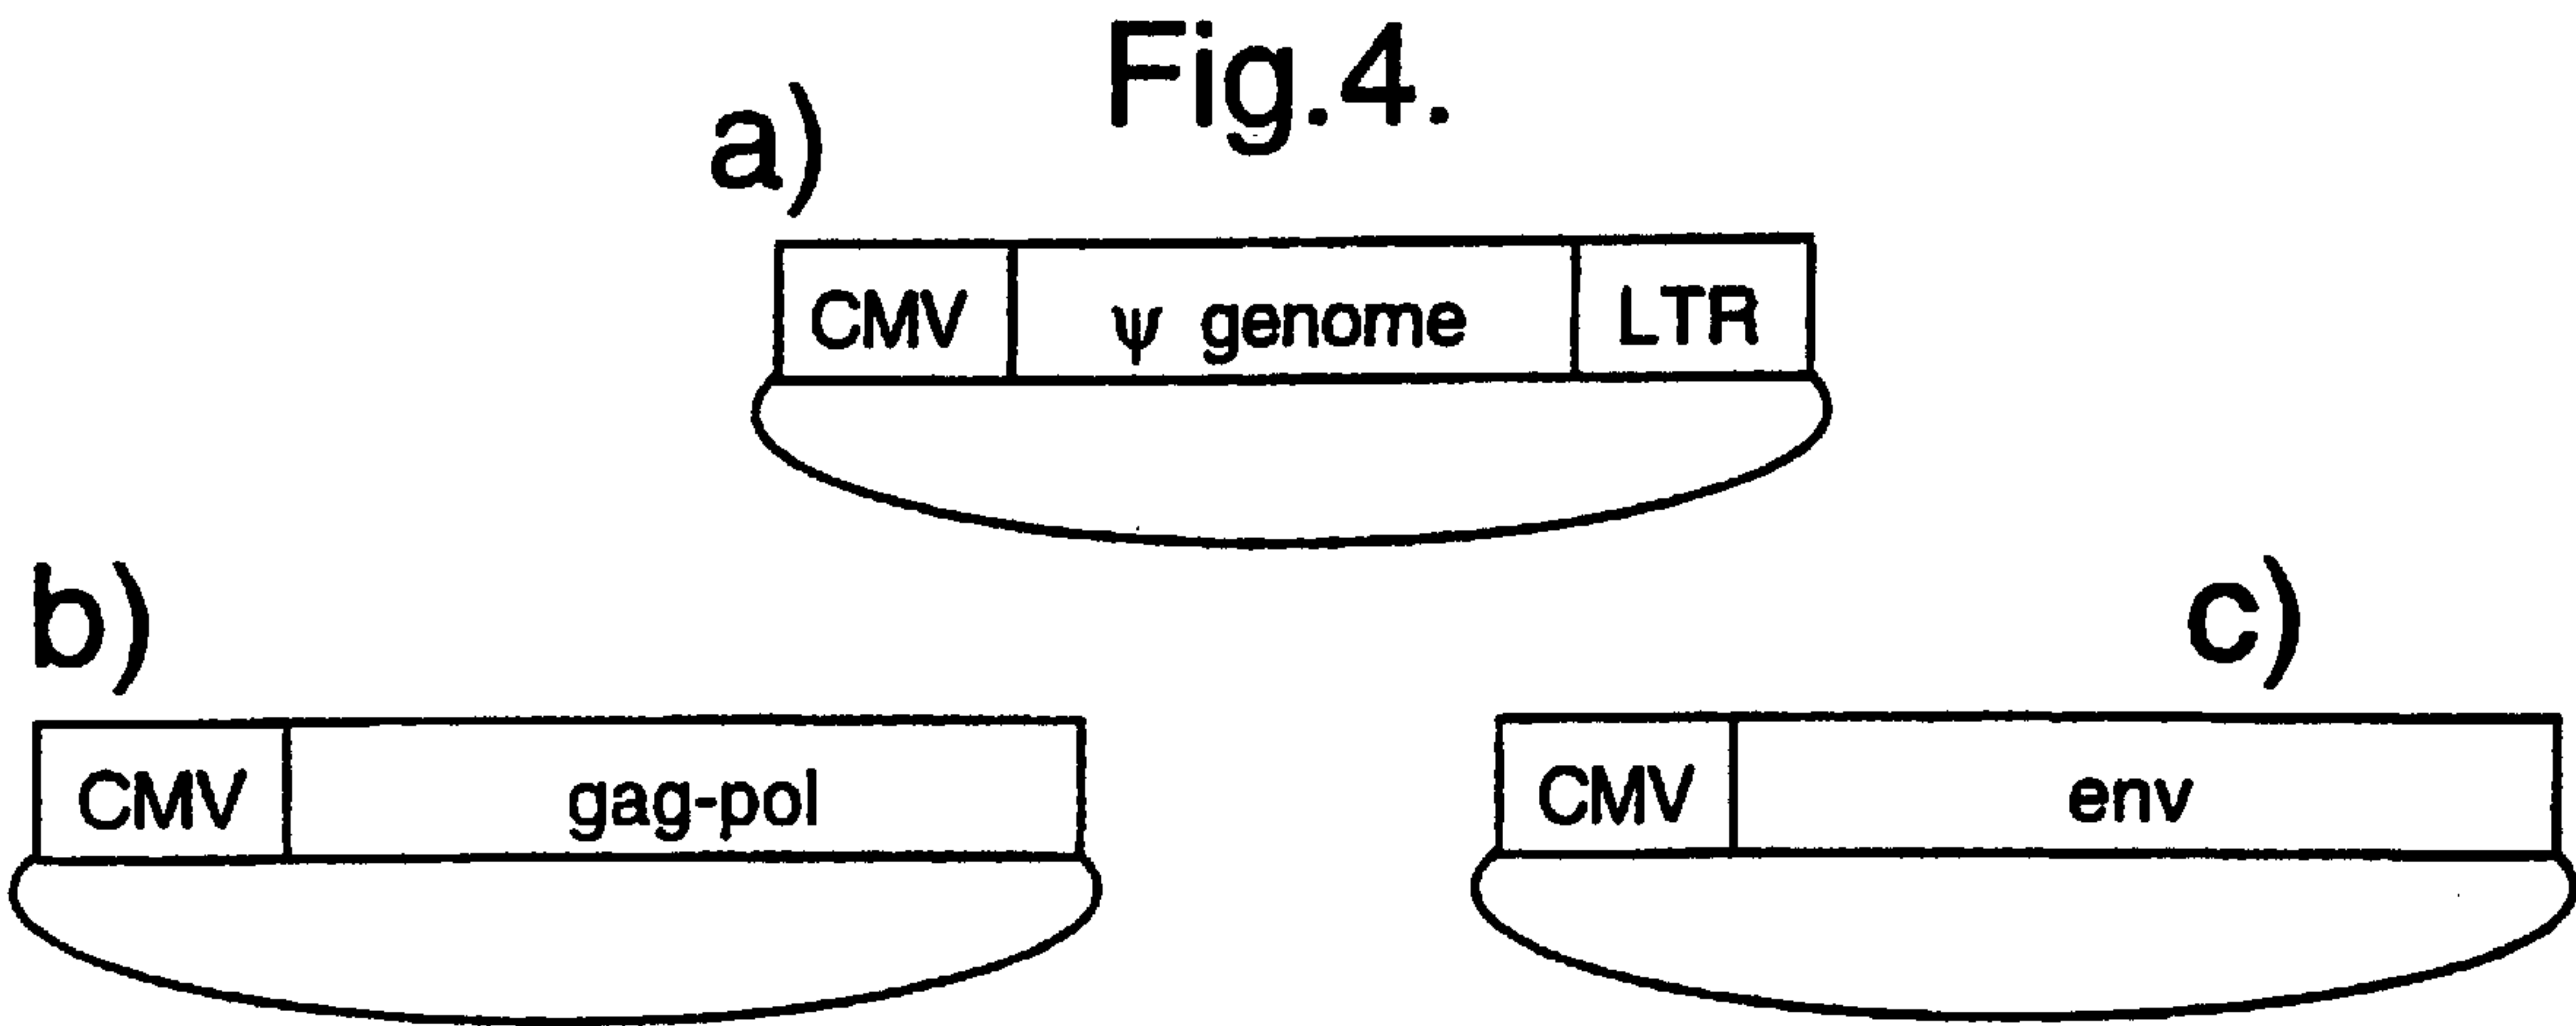 Fig.4.
a)
CMV ψ genome LTR
b)
CMV gag-pol
c)
CMV env